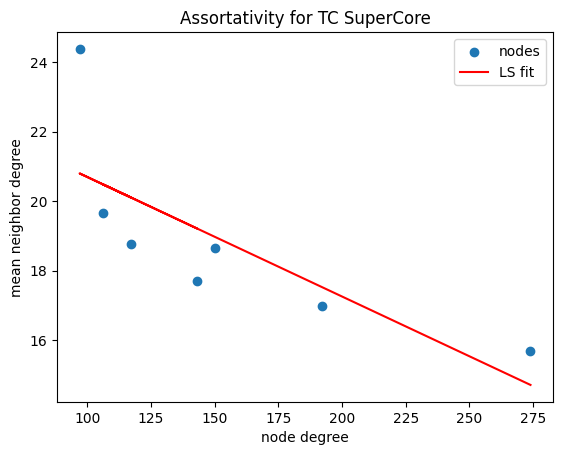 Assortativity for TC SuperCore
nodes
LS fit
mean neighbor degree
24
22
20
18
16
100
125
150
175
200
225
250
275
node degree